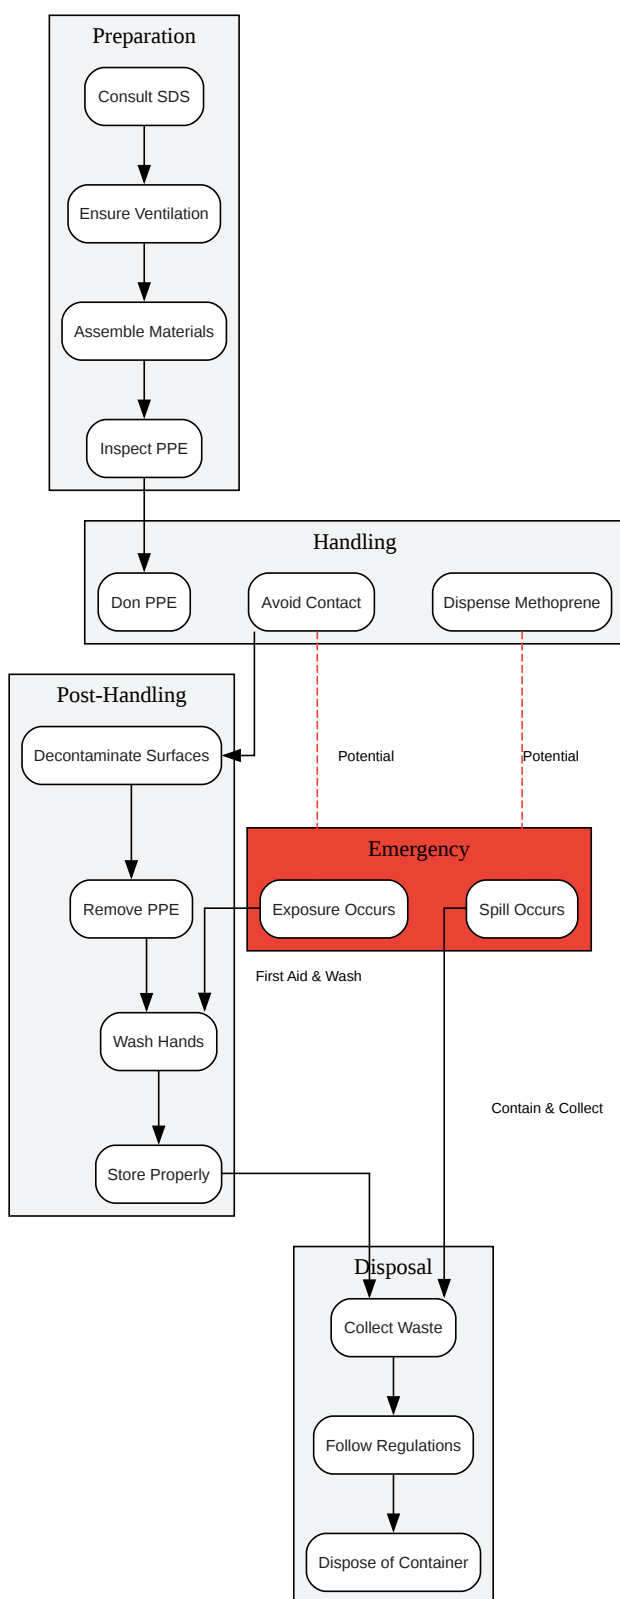 Preparation
Consult SDS
Ensure Ventilation
Assemble Materials
Inspect PPE
Handling
Don PPE
Avoid Contact
Dispense Methoprene
Post-Handling
Decontaminate Surfaces
Potential
Potential
Emergency
Remove PPE
Exposure Occurs
Spill Occurs
First Aid & Wash
Wash Hands
Contain & Collect
Store Properly
Disposal
Collect Waste
Follow Regulations
Dispose of Container